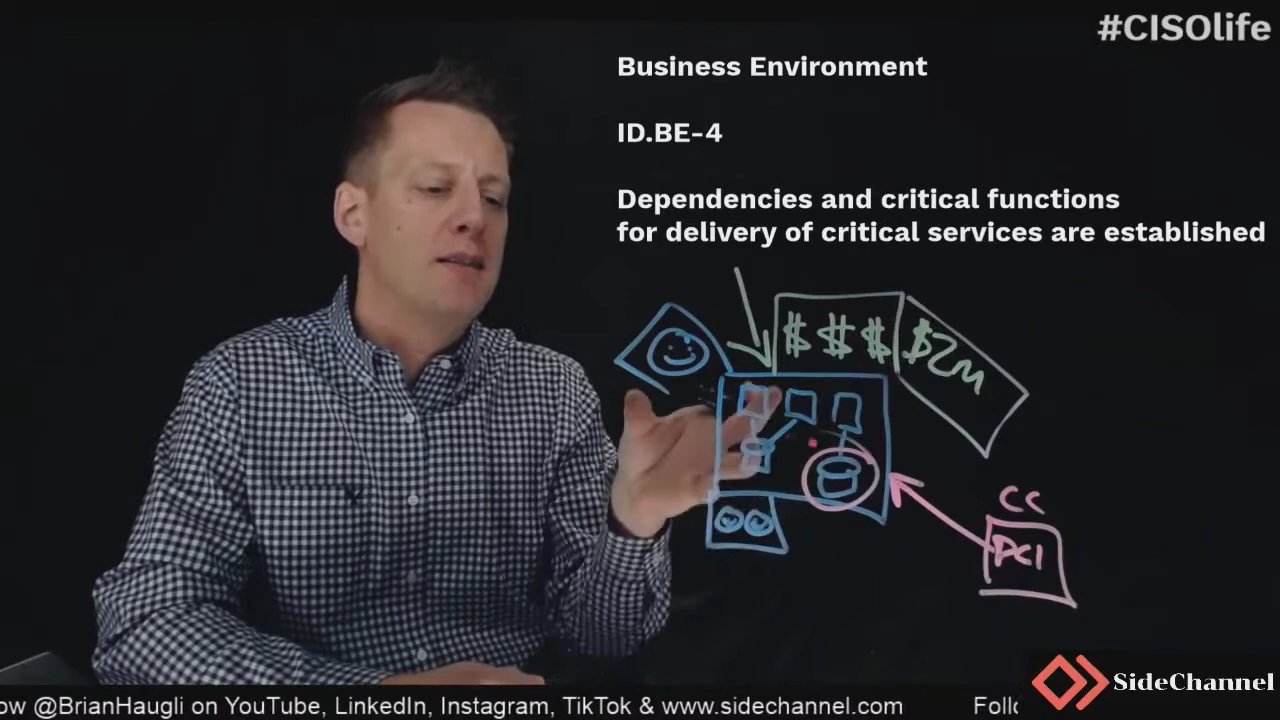 #CISOlife
Business Environment
ID.BE-4
Dependencies and critical functions
for delivery of critical services are established
$ $ $ $2M
CC
PCI
SideChannel
ow @BrianHaugli on YouTube, LinkedIn, Instagram, TikTok & www.sidechannel.com Follo